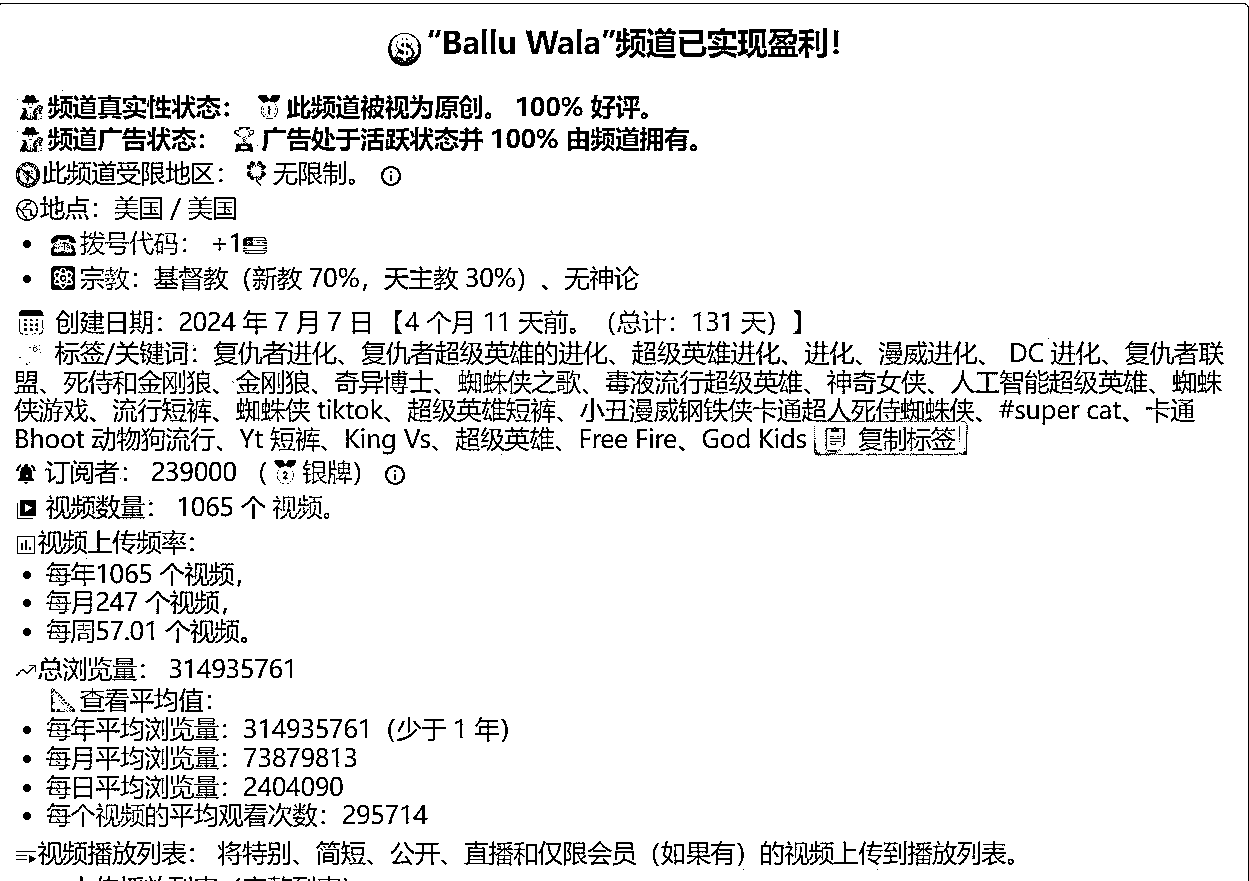 “Ballu Wala”频道已实现盈利！
频道真实性状态： 此频道被视为原创。 100% 好评。
频道广告状态： 广告处于活跃状态并 100% 由频道拥有。
此频道受限地区： 无限制。
地点：美国 / 美国
• 拨号代码： +1
• 宗教：基督教（新教 70%，天主教 30%）、无神论
创建日期：2024 年 7 月 7 日 【4 个月 11 天前。（总计：131 天）】
标签/关键词：复仇者进化、复仇者超级英雄的进化、超级英雄进化、进化、漫威进化、 DC 进化、复仇者联
盟、死侍和金刚狼、金刚狼、奇异博士、蜘蛛侠之歌、毒液流行超级英雄、神奇女侠、人工智能超级英雄、蜘蛛
侠游戏、流行短裤、蜘蛛侠 tiktok、超级英雄短裤、小丑漫威钢铁侠卡通超人死侍蜘蛛侠、#super cat、卡通
Bhoot 动物狗流行、Yt 短裤、King Vs、超级英雄、Free Fire、God Kids 复制标签
订阅者： 239000 （银牌）
视频数量： 1065 个 视频。
视频上传频率：
• 每年1065 个视频，
• 每月247 个视频，
• 每周57.01 个视频。
总浏览量： 314935761
查看平均值：
• 每年平均浏览量：314935761（少于 1 年）
• 每月平均浏览量：73879813
• 每日平均浏览量：2404090
• 每个视频的平均观看次数：295714
视频播放列表： 将特别、简短、公开、直播和仅限会员（如果有）的视频上传到播放列表。